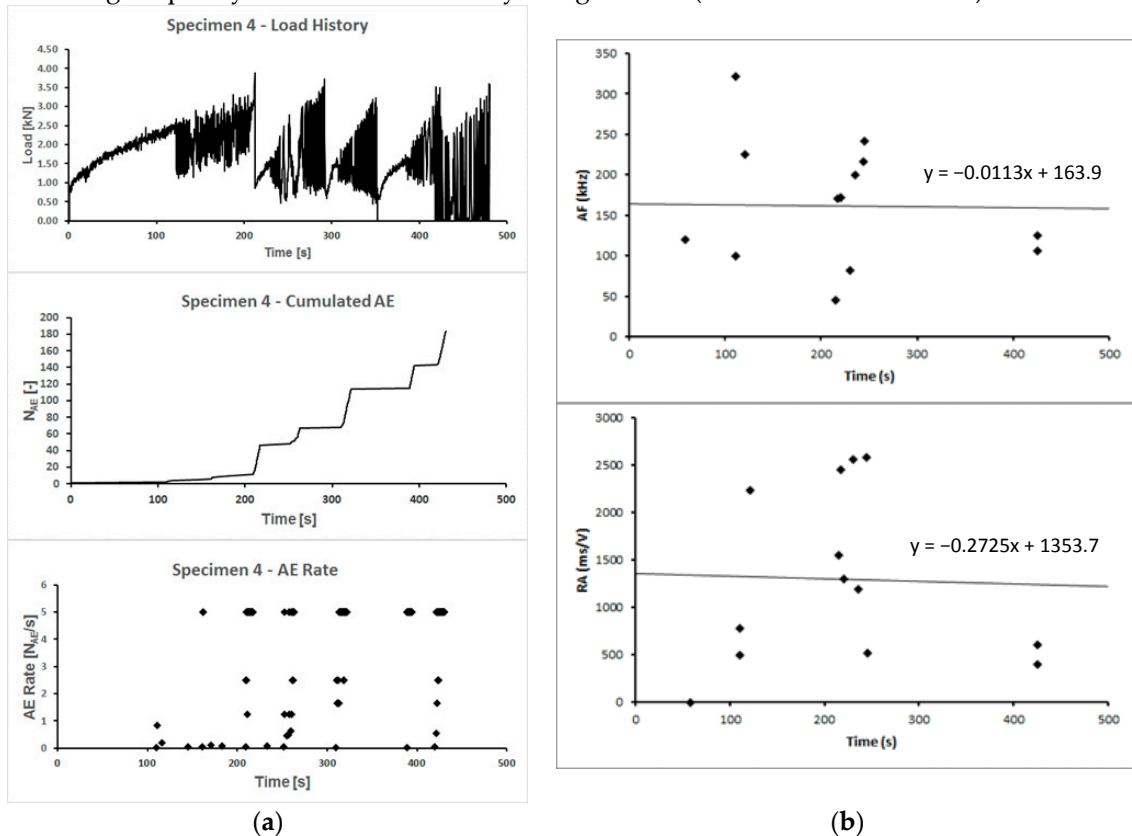 Specimen 4 - Load History
4.50
4.00
3.50
3.00
2.50
2.00
1.50
1.00
0.50
0.00
Load [kN]
0 100 200 300 400 500
Time [s]
Specimen 4 - Cumulated AE
200
180
160
140
120
100
80
60
40
20
0
N_AE [-]
0 100 200 300 400 500
Time [s]
Specimen 4 - AE Rate
6
5
4
3
2
1
0
AE Rate [N_AE/s]
0 100 200 300 400 500
Time [s]
(a)
350
300
250
200
150
100
50
0
AF (kHz)
y = −0.0113x + 163.9
0 100 200 300 400 500
Time (s)
3000
2500
2000
1500
1000
500
0
RA (ms/V)
y = −0.2725x + 1353.7
0 100 200 300 400 500
Time (s)
(b)